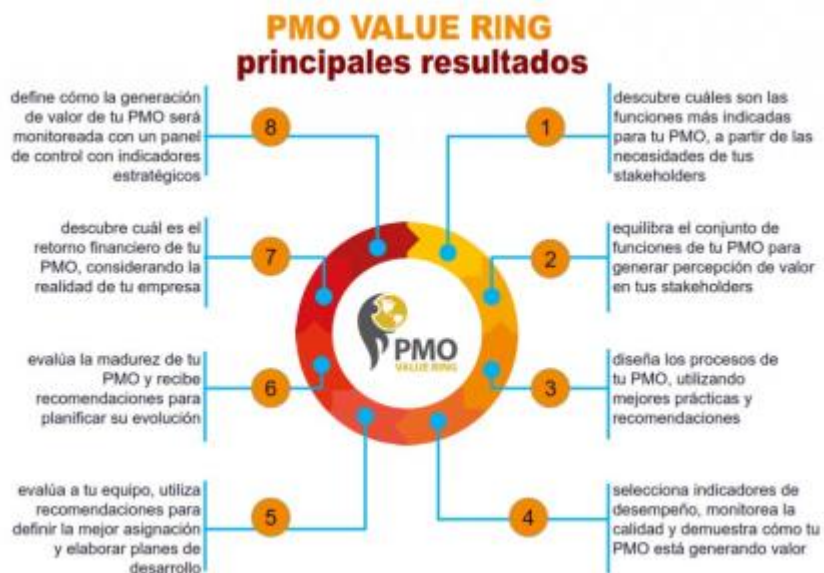 PMO VALUE RING
principales resultados
1
descubre cuáles son las
funciones más indicadas
para tu PMO, a partir de las
necesidades de tus
stakeholders
2
equilibra el conjunto de
funciones de tu PMO para
generar percepción de valor
en tus stakeholders
3
diseña los procesos de
tu PMO, utilizando
mejores prácticas y
recomendaciones
4
selecciona indicadores de
desempeño, monitorea la
calidad y demuestra cómo tu
PMO está generando valor
5
evalúa a tu equipo, utiliza
recomendaciones para
definir la mejor asignación
y elaborar planes de
desarrollo
6
evalúa la madurez de tu
PMO y recibe
recomendaciones para
planificar su evolución
7
descubre cuál es el
retorno financiero de tu
PMO, considerando la
realidad de tu empresa
8
define cómo la generación
de valor de tu PMO será
monitoreada con un panel
de control con indicadores
estratégicos
PMO
VALUE RING